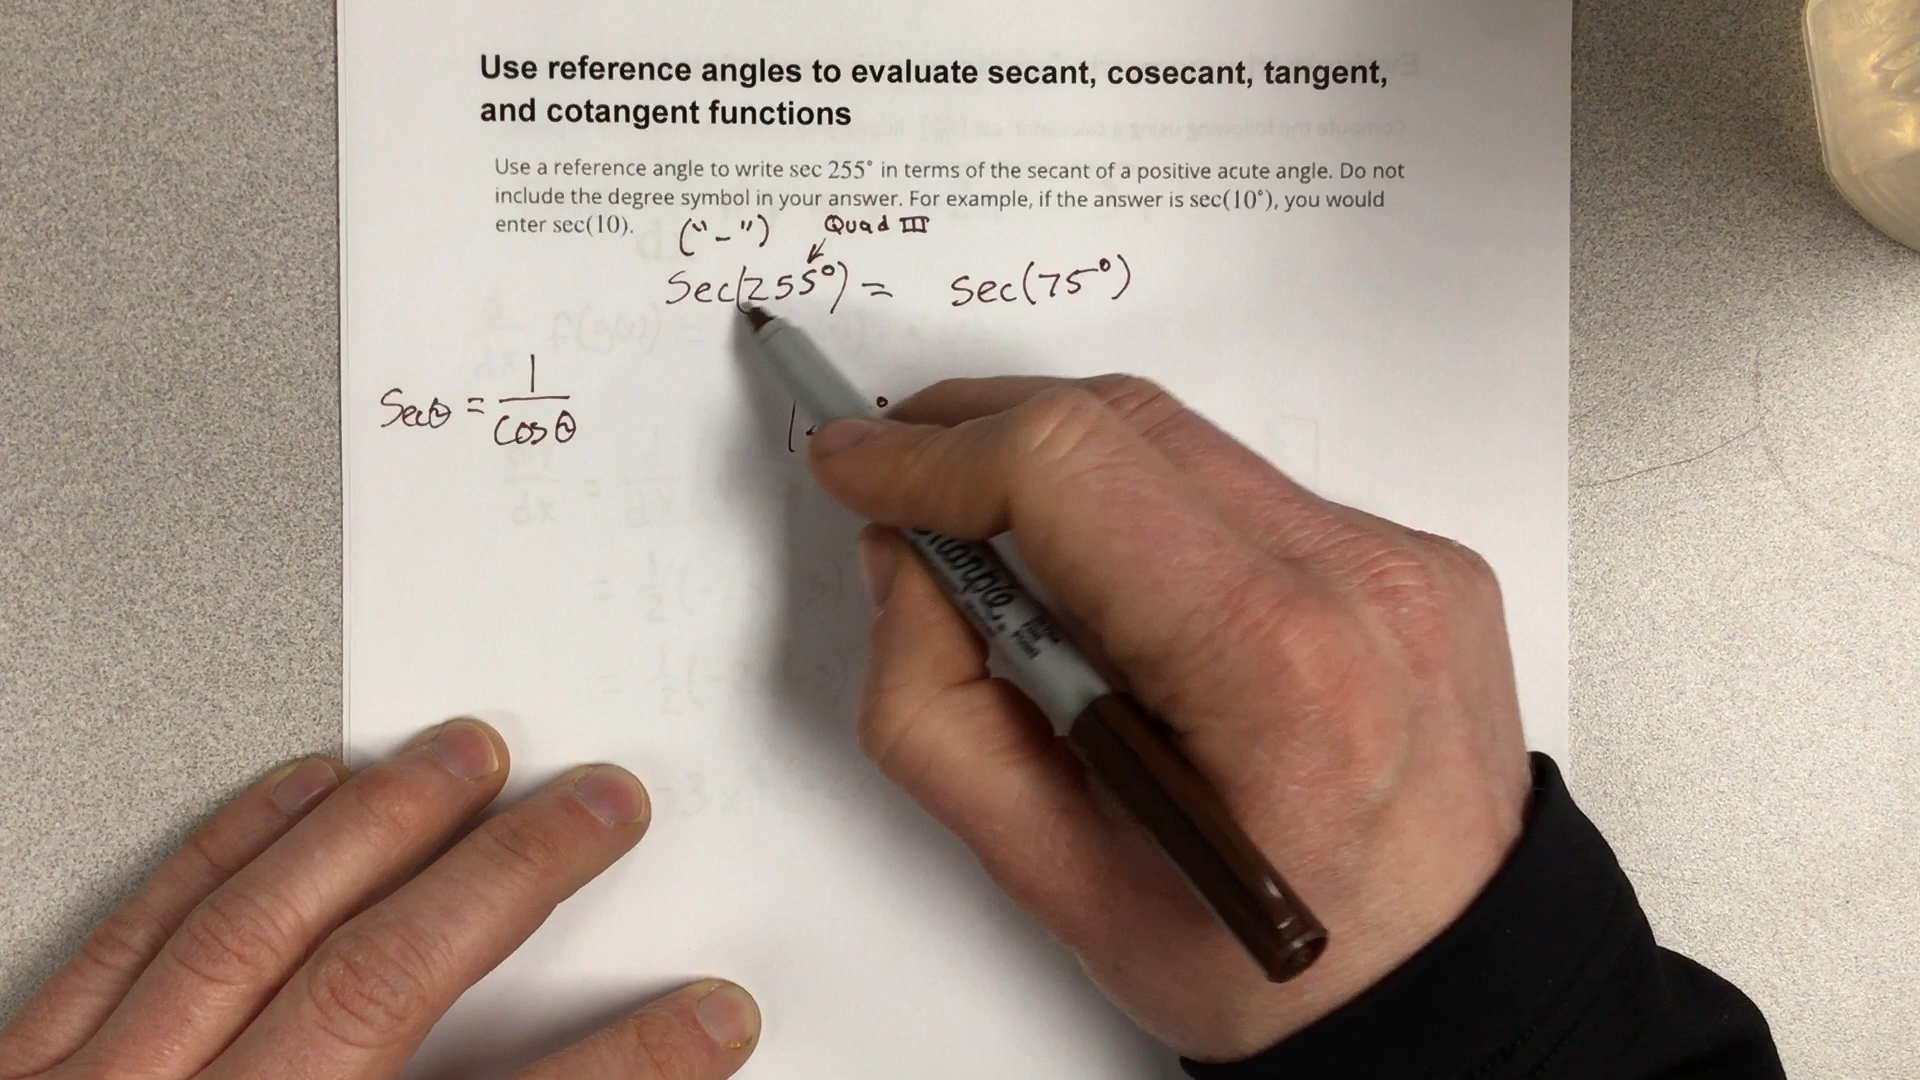 Use reference angles to evaluate secant, cosecant, tangent,
and cotangent functions
Use a reference angle to write sec 255° in terms of the secant of a positive acute angle. Do not
include the degree symbol in your answer. For example, if the answer is sec(10°), you would
enter sec(10).
("-") Quad III
Sec(255°) = Sec(75°)
Secθ = 1
cosθ